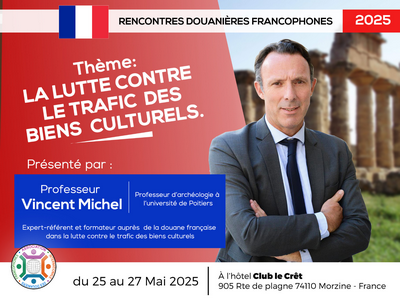 RENCONTRES DOUANIÈRES FRANCOPHONES
2025
Thème:
LA LUTTE CONTRE
LE TRAFIC DES
BIENS CULTURELS.
Présenté par :
Professeur
Vincent Michel
Professeur d'archéologie à
l'université de Poitiers
Expert-référent et formateur auprès de la douane française
dans la lutte contre le trafic des biens culturels
du 25 au 27 Mai 2025
À l'hôtel Club le Crêt
905 Rte de plagne 74110 Morzine - France